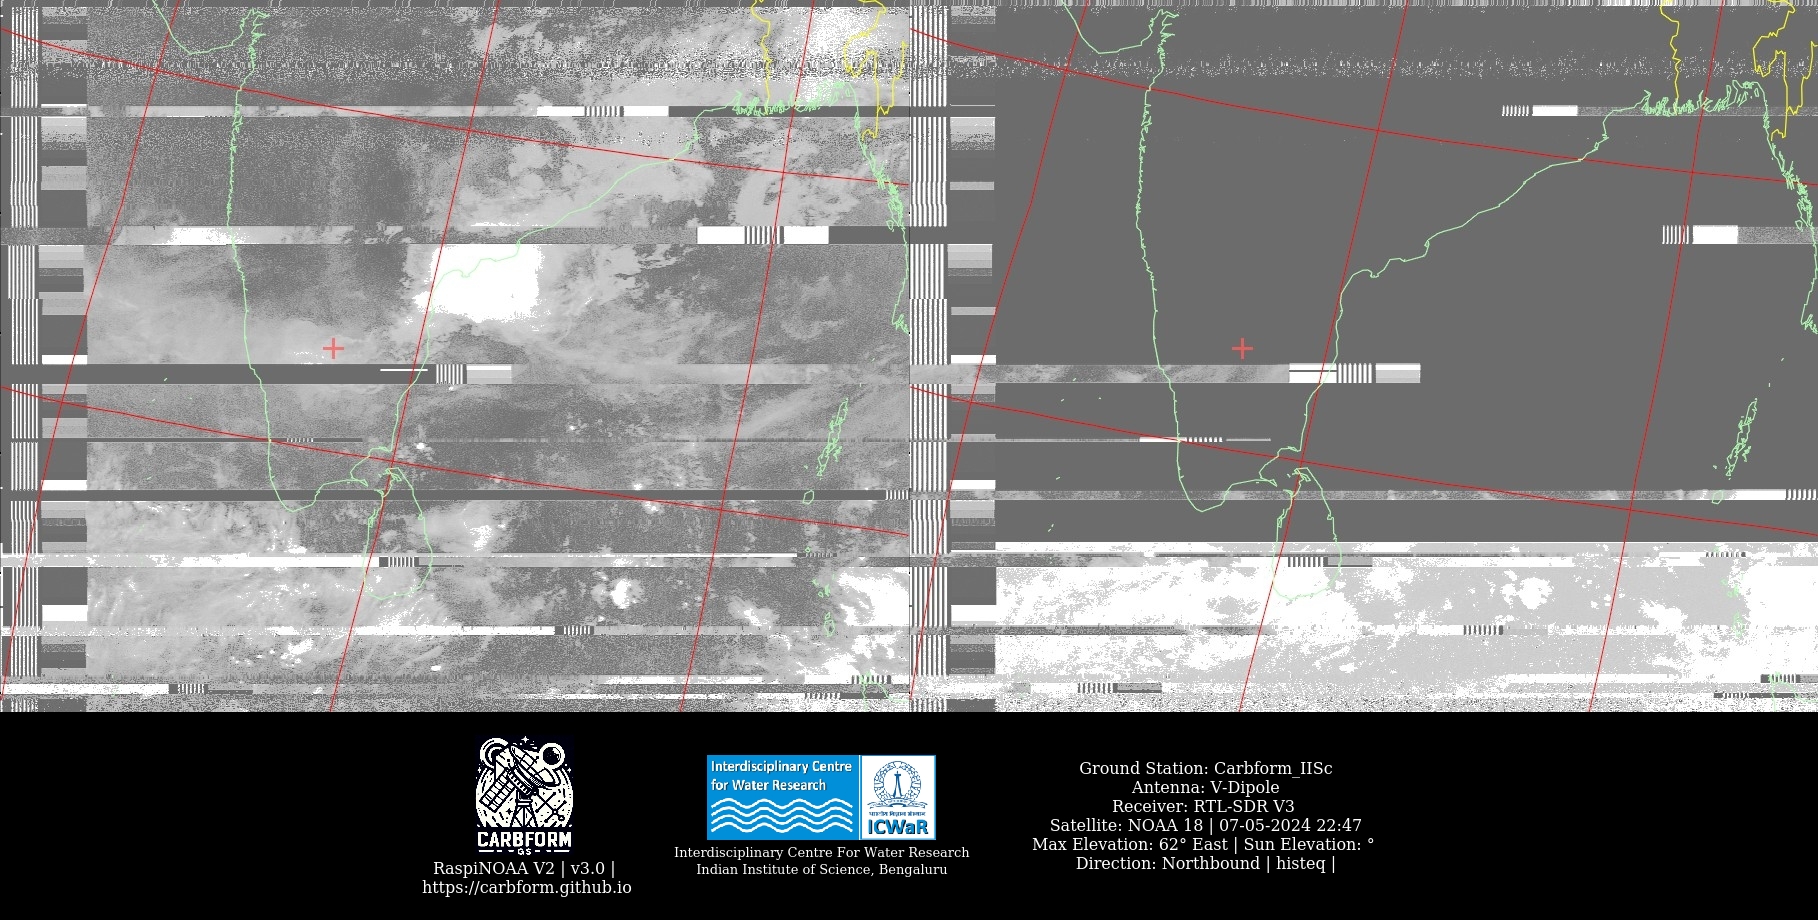 CARBFORM
GS
RaspiNOAA V2 | v3.0 |
https://carbform.github.io
Interdisciplinary Centre
for Water Research
ICWaR
Interdisciplinary Centre For Water Research
Indian Institute of Science, Bengaluru
Ground Station: Carbform_IISc
Antenna: V-Dipole
Receiver: RTL-SDR V3
Satellite: NOAA 18 | 07-05-2024 22:47
Max Elevation: 62° East | Sun Elevation: °
Direction: Northbound | histeq |